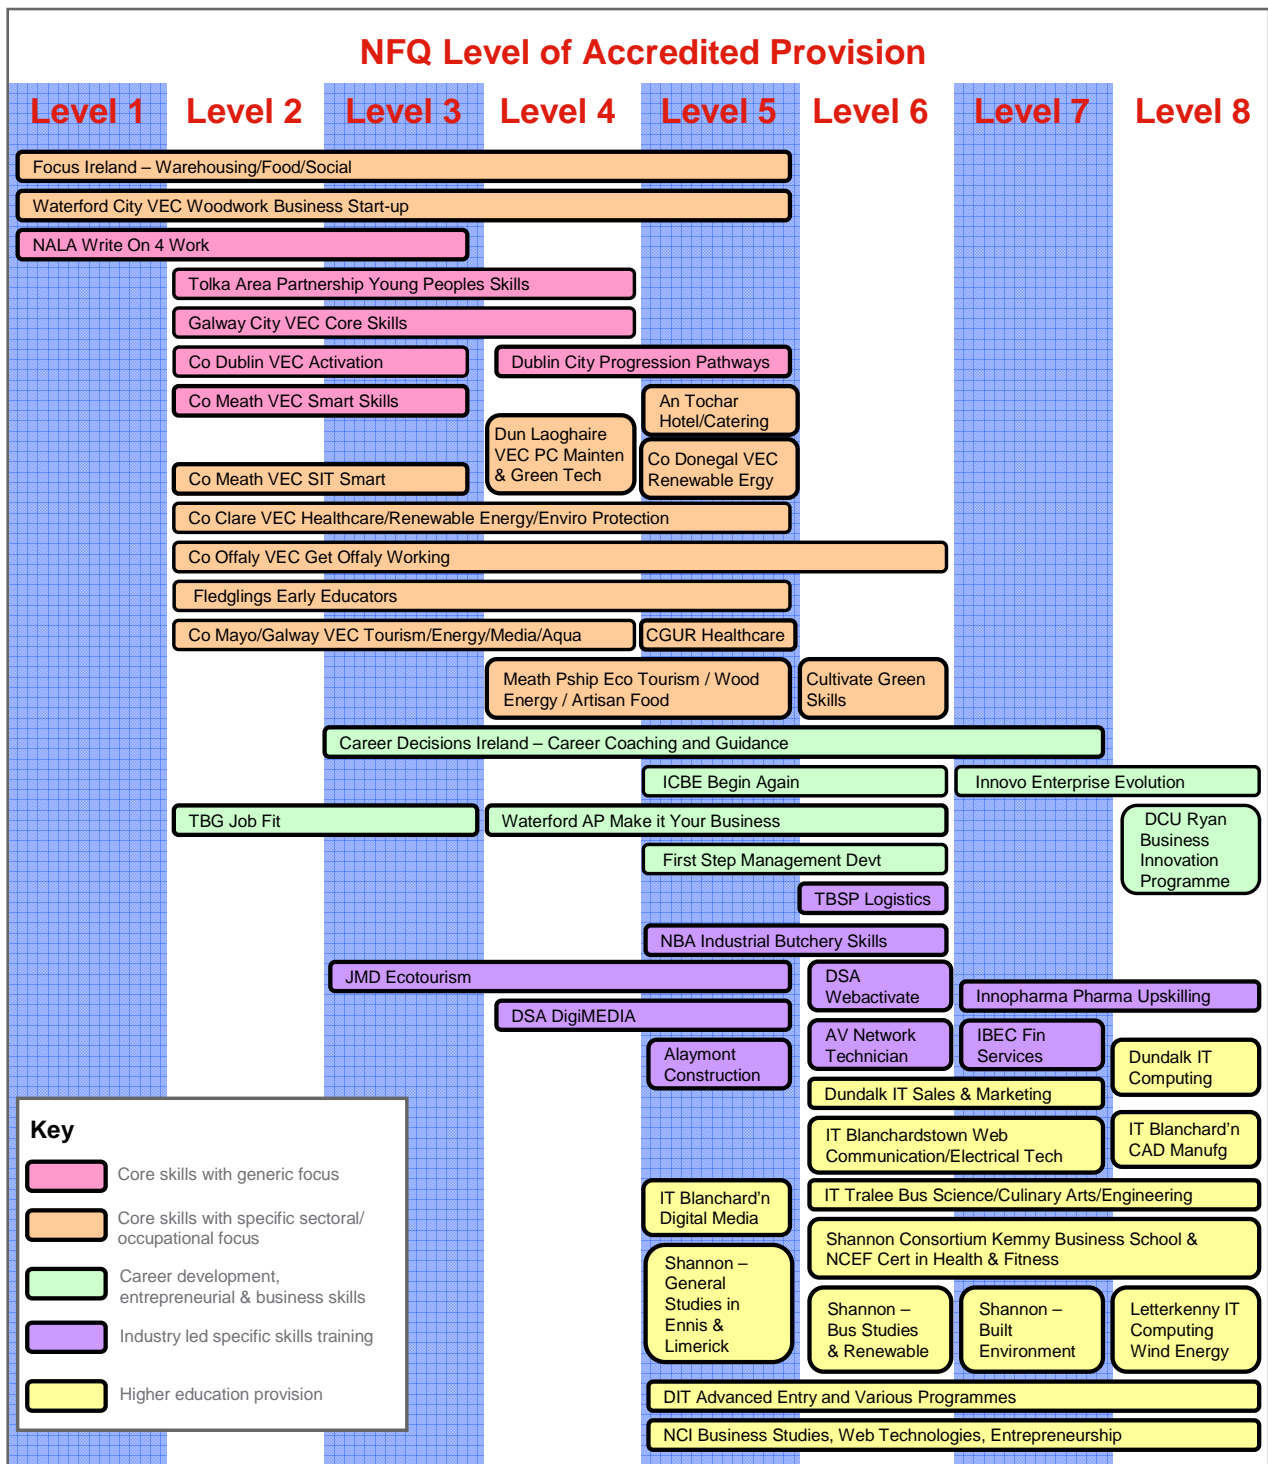 NFQ Level of Accredited Provision
Level 1 Level 2 Level 3 Level 4 Level 5 Level 6 Level 7 Level 8
Focus Ireland – Warehousing/Food/Social
Waterford City VEC Woodwork Business Start-up
NALA Write On 4 Work
Tolka Area Partnership Young Peoples Skills
Galway City VEC Core Skills
Co Dublin VEC Activation
Dublin City Progression Pathways
Co Meath VEC Smart Skills
An Tochar
Hotel/Catering
Dun Laoghaire
VEC PC Mainten
& Green Tech
Co Donegal VEC
Renewable Ergy
Co Meath VEC SIT Smart
Co Clare VEC Healthcare/Renewable Energy/Enviro Protection
Co Offaly VEC Get Offaly Working
Fledglings Early Educators
Co Mayo/Galway VEC Tourism/Energy/Media/Aqua
CGUR Healthcare
Meath Pship Eco Tourism / Wood
Energy / Artisan Food
Cultivate Green
Skills
Career Decisions Ireland – Career Coaching and Guidance
ICBE Begin Again
Innovo Enterprise Evolution
TBG Job Fit
Waterford AP Make it Your Business
DCU Ryan
Business
Innovation
Programme
First Step Management Devt
TBSP Logistics
NBA Industrial Butchery Skills
JMD Ecotourism
DSA
Webactivate
Innopharma Pharma Upskilling
DSA DigiMEDIA
AV Network
Technician
IBEC Fin
Services
Alaymont
Construction
Dundalk IT
Computing
Dundalk IT Sales & Marketing
IT Blanchardstown Web
Communication/Electrical Tech
IT Blanchard'n
CAD Manufg
IT Blanchard'n
Digital Media
IT Tralee Bus Science/Culinary Arts/Engineering
Shannon Consortium Kemmy Business School &
NCEF Cert in Health & Fitness
Shannon –
General
Studies in
Ennis &
Limerick
Shannon –
Bus Studies
& Renewable
Shannon –
Built
Environment
Letterkenny IT
Computing
Wind Energy
DIT Advanced Entry and Various Programmes
NCI Business Studies, Web Technologies, Entrepreneurship
Key
Core skills with generic focus
Core skills with specific sectoral/
occupational focus
Career development,
entrepreneurial & business skills
Industry led specific skills training
Higher education provision